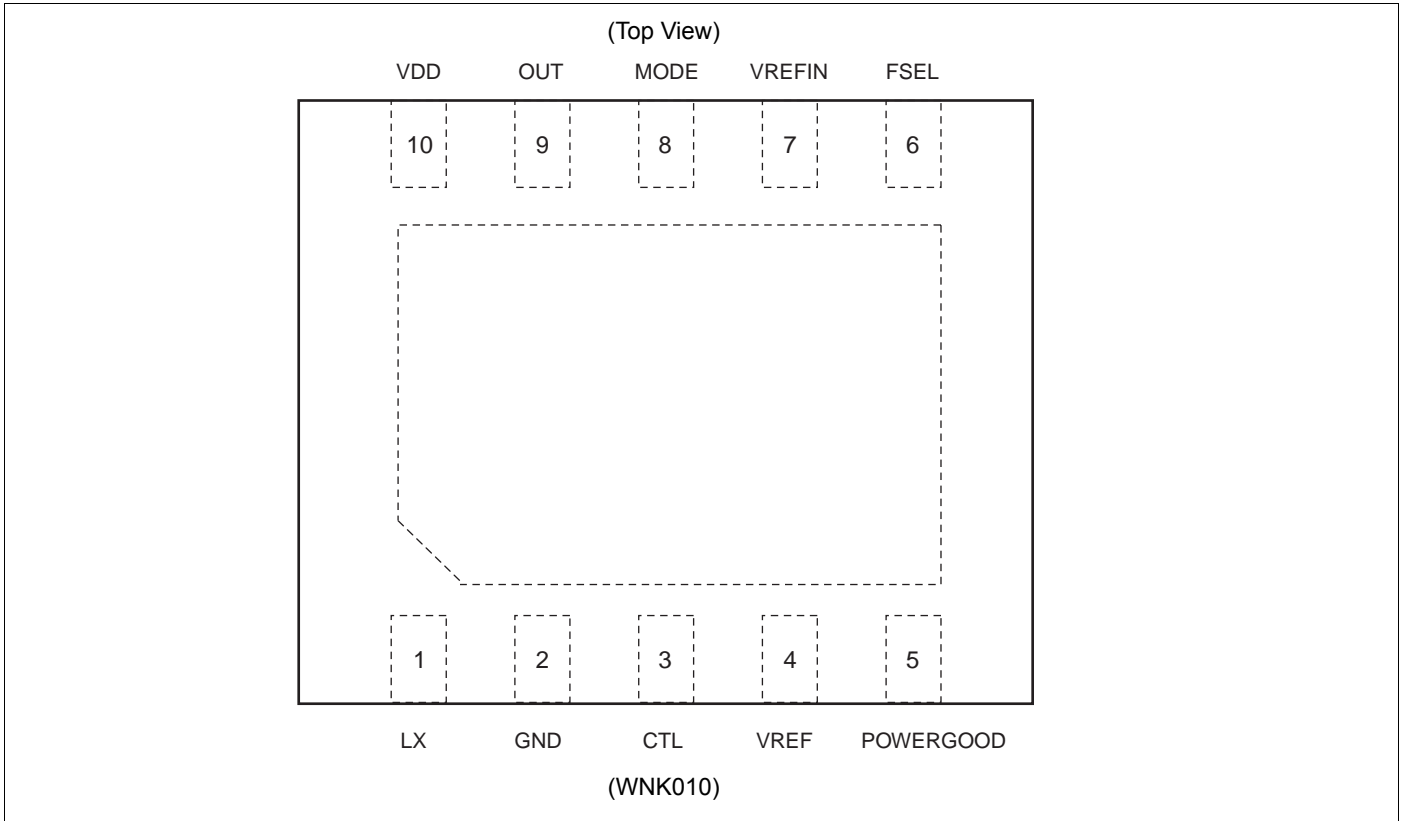 (Top View)
VDD OUT MODE VREFIN FSEL
10 9 8 7 6
1 2 3 4 5
LX GND CTL VREF POWERGOOD
(WNK010)